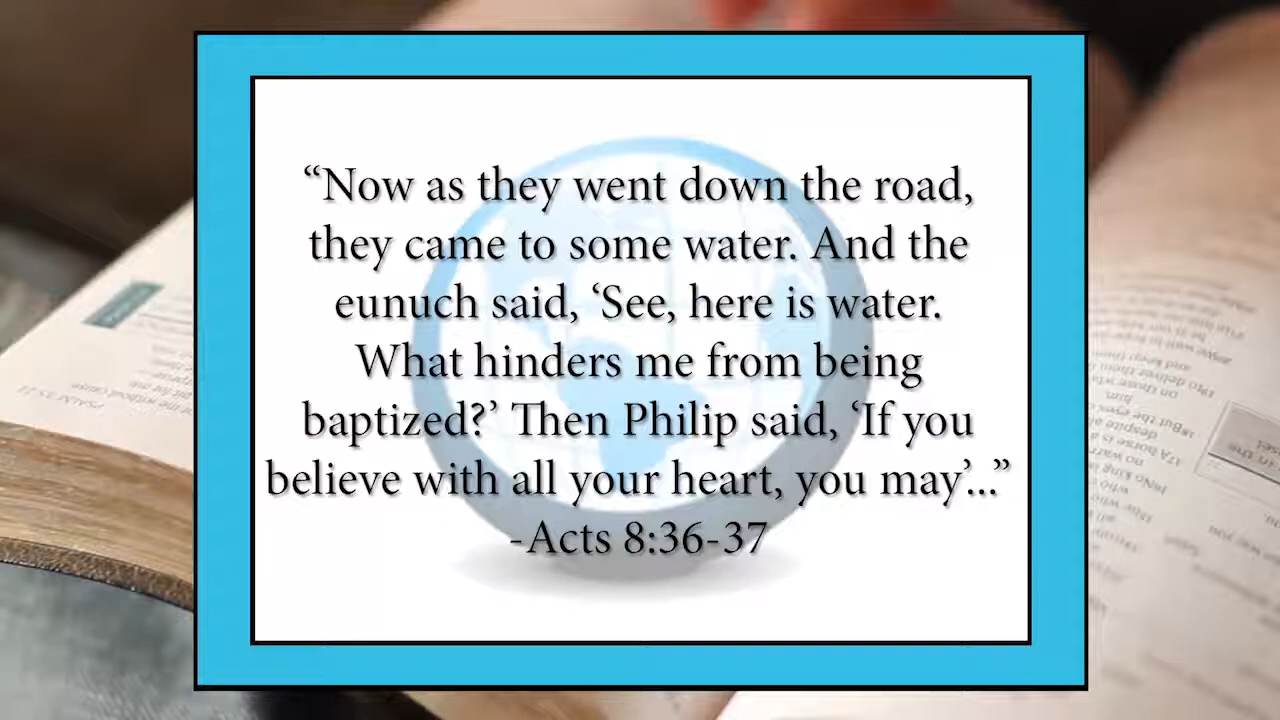 “Now as they went down the road,
they came to some water. And the
eunuch said, ‘See, here is water.
What hinders me from being
baptized?’ Then Philip said, ‘If you
believe with all your heart, you may’...”
-Acts 8:36-37